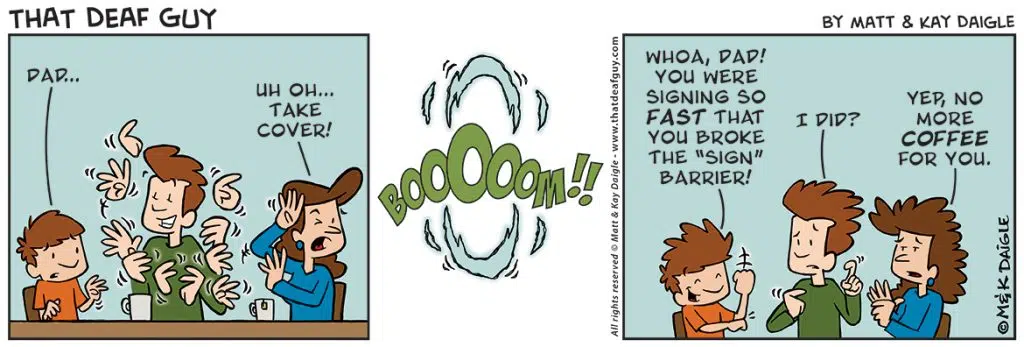 THAT DEAF GUY
BY MATT & KAY DAIGLE
DAD...
UH OH...
TAKE
COVER!
BOOOOOOM!!
All rights reserved © Matt & Kay Daigle - www.thatdeafguy.com
WHOA, DAD!
YOU WERE
SIGNING SO
FAST THAT
YOU BROKE
THE "SIGN"
BARRIER!
I DID?
YEP, NO
MORE
COFFEE
FOR YOU.
©M&K DAIGLE